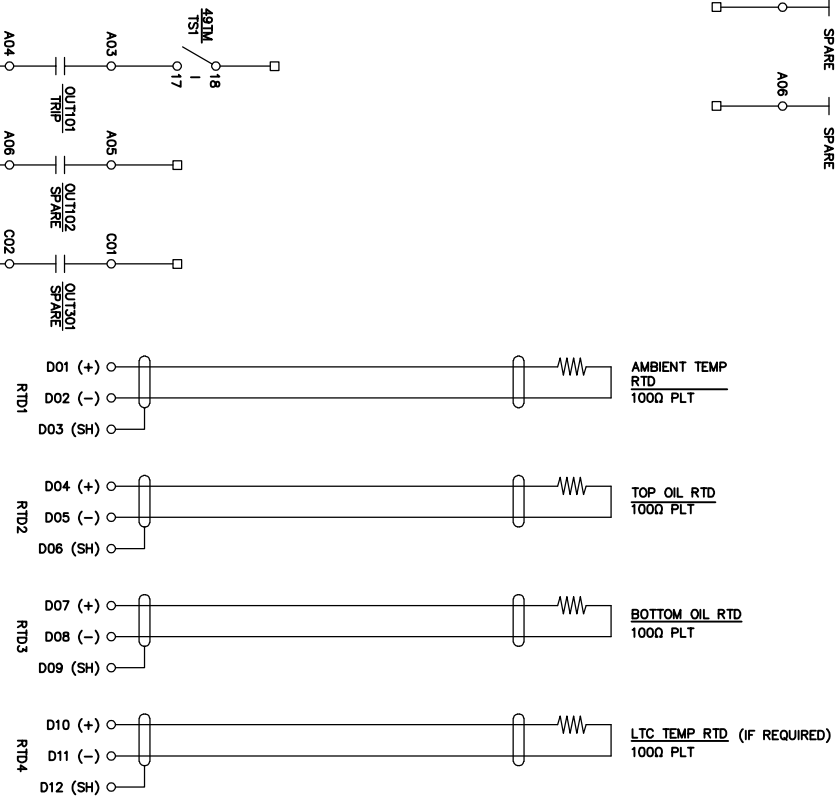 SPARE
A06
SPARE
49TM
TS1
A04
A03
17
I
18
OUT101
TRIP
A06
A05
OUT102
SPARE
C02
C01
OUT301
SPARE
D01 (+)
D02 (-)
D03 (SH)
RTD1
AMBIENT TEMP
RTD
100Ω PLT
D04 (+)
D05 (-)
D06 (SH)
RTD2
TOP OIL RTD
100Ω PLT
D07 (+)
D08 (-)
D09 (SH)
RTD3
BOTTOM OIL RTD
100Ω PLT
D10 (+)
D11 (-)
D12 (SH)
RTD4
LTC TEMP RTD (IF REQUIRED)
100Ω PLT